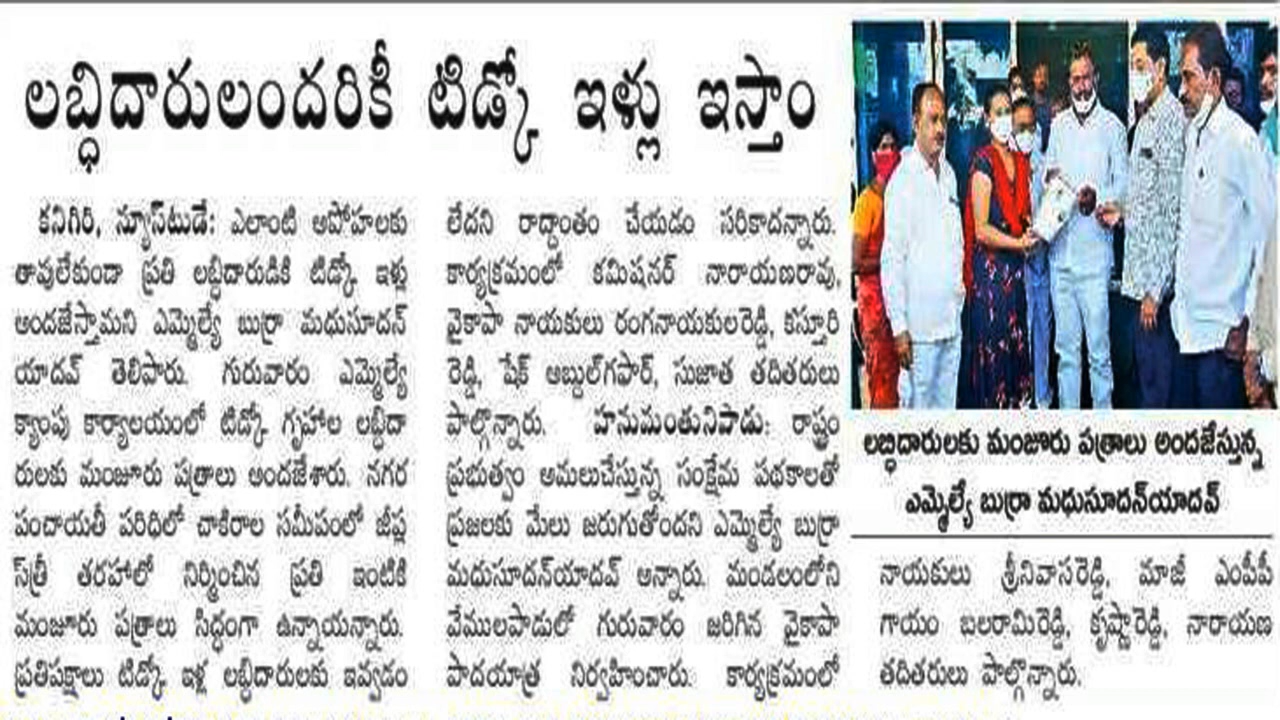 లబ్ధిదారులందరికీ టిడ్కో ఇళ్లు ఇస్తాం
కనిగిరి, న్యూస్‌టుడే: ఎలాంటి అపోహలకు
తావులేకుండా ప్రతి లబ్ధిదారుడికి టిడ్కో ఇళ్లు
అందజేస్తామని ఎమ్మెల్యే బుర్రా మధుసూదన్
యాదవ్ తెలిపారు. గురువారం ఎమ్మెల్యే
క్యాంపు కార్యాలయంలో టిడ్కో గృహాల లబ్ధిదా
రులకు మంజూరు పత్రాలు అందజేశారు. నగర
పంచాయతీ పరిధిలో చాకిరాల సమీపంలో జీప్ల
స్‌త్రీ తరహాలో నిర్మించిన ప్రతి ఇంటికి
మంజూరు పత్రాలు సిద్ధంగా ఉన్నాయన్నారు.
ప్రతిపక్షాలు టిడ్కో ఇళ్ల లబ్ధిదారులకు ఇవ్వడం
లేదని రాద్ధాంతం చేయడం సరికాదన్నారు.
కార్యక్రమంలో కమిషనర్ నారాయణరావు,
వైకాపా నాయకులు రంగనాయకులరెడ్డి, కస్తూరి
రెడ్డి, షేక్ అబ్దుల్‌గఫార్, సుజాత తదితరులు
పాల్గొన్నారు. హనుమంతునిపాడు: రాష్ట్రం
ప్రభుత్వం అమలుచేస్తున్న సంక్షేమ పథకాలతో
ప్రజలకు మేలు జరుగుతోందని ఎమ్మెల్యే బుర్రా
మధుసూదన్‌యాదవ్ అన్నారు. మండలంలోని
వేములపాడులో గురువారం జరిగిన వైకాపా
పాదయాత్ర నిర్వహించారు. కార్యక్రమంలో
లబ్ధిదారులకు మంజూరు పత్రాలు అందజేస్తున్న
ఎమ్మెల్యే బుర్రా మధుసూదన్‌యాదవ్
నాయకులు శ్రీనివాసరెడ్డి, మాజీ ఎంపీపీ
గాయం బలరామిరెడ్డి, కృష్ణారెడ్డి, నారాయణ
తదితరులు పాల్గొన్నారు.